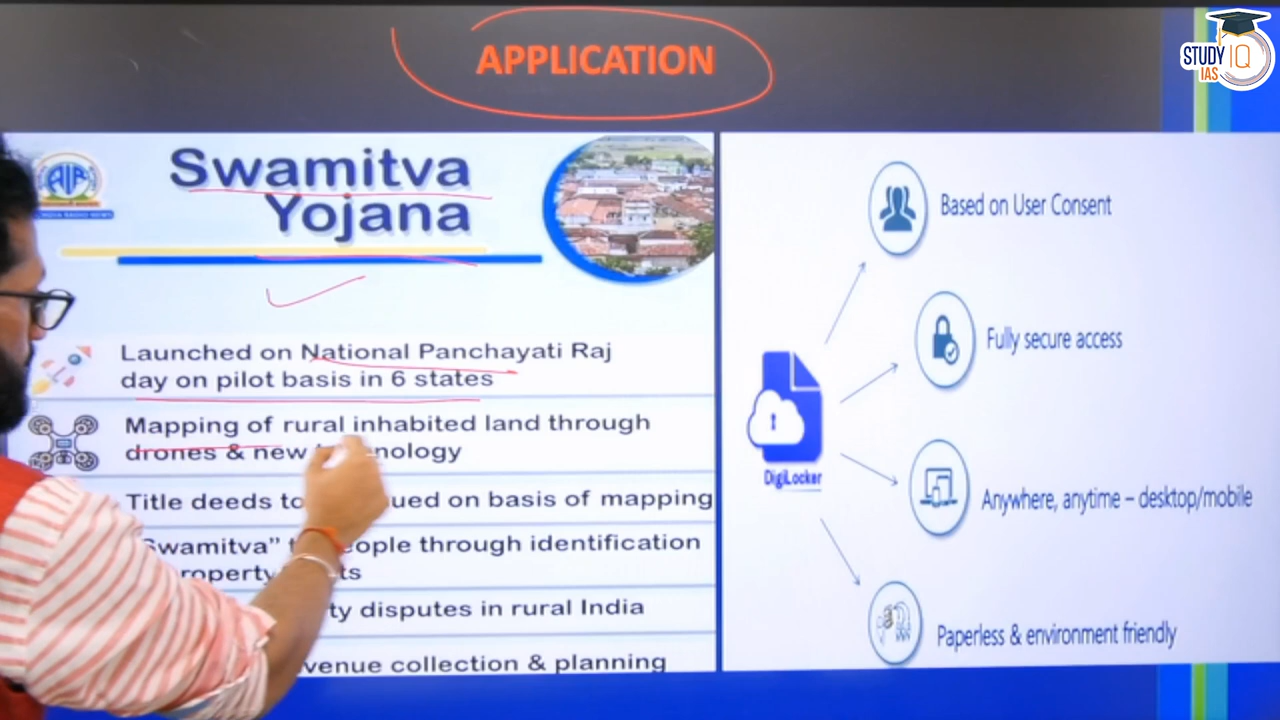 APPLICATION
STUDY IQ
IAS
Swamitva
Yojana
Launched on National Panchayati Raj
day on pilot basis in 6 states
Mapping of rural inhabited land through
drones & new nology
Title deeds to ued on basis of mapping
Swamitva" people through identification
roperty ts
ty disputes in rural India
venue collection & planning
Based on User Consent
Fully secure access
DigiLocker
Anywhere, anytime – desktop/mobile
Paperless & environment friendly